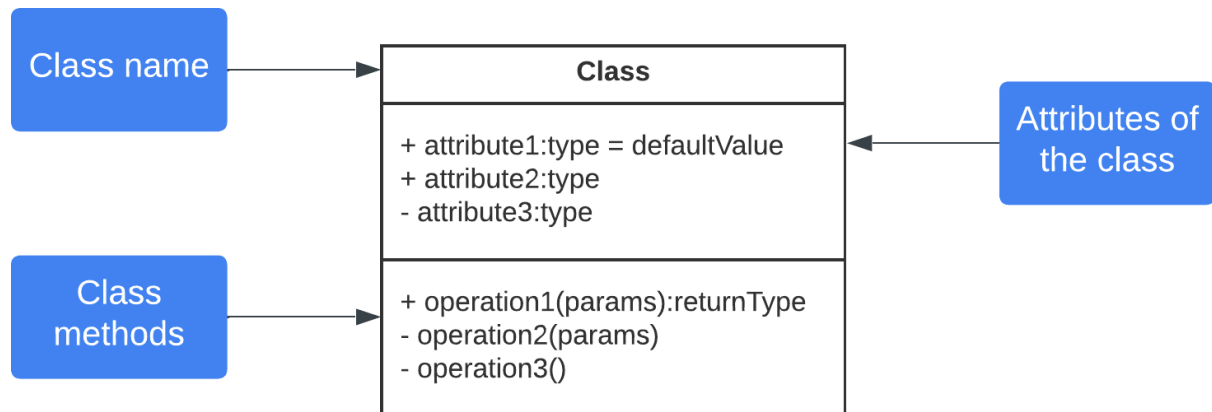 Class name
Class
+ attribute1:type = defaultValue
+ attribute2:type
- attribute3:type
Attributes of
the class
Class
methods
+ operation1(params):returnType
- operation2(params)
- operation3()